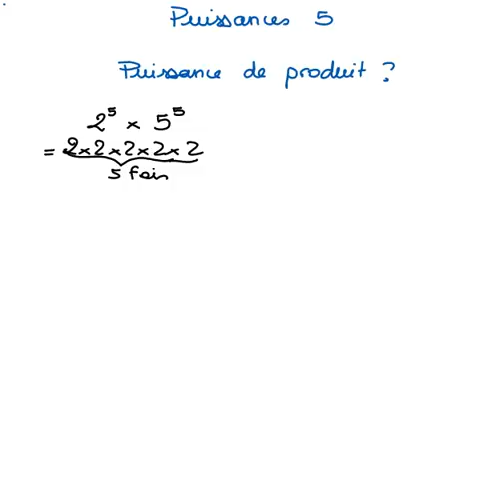 Puissances 5
Puissance de produit ?
2⁵ × 5⁵
= 2×2×2×2×2
5 fois